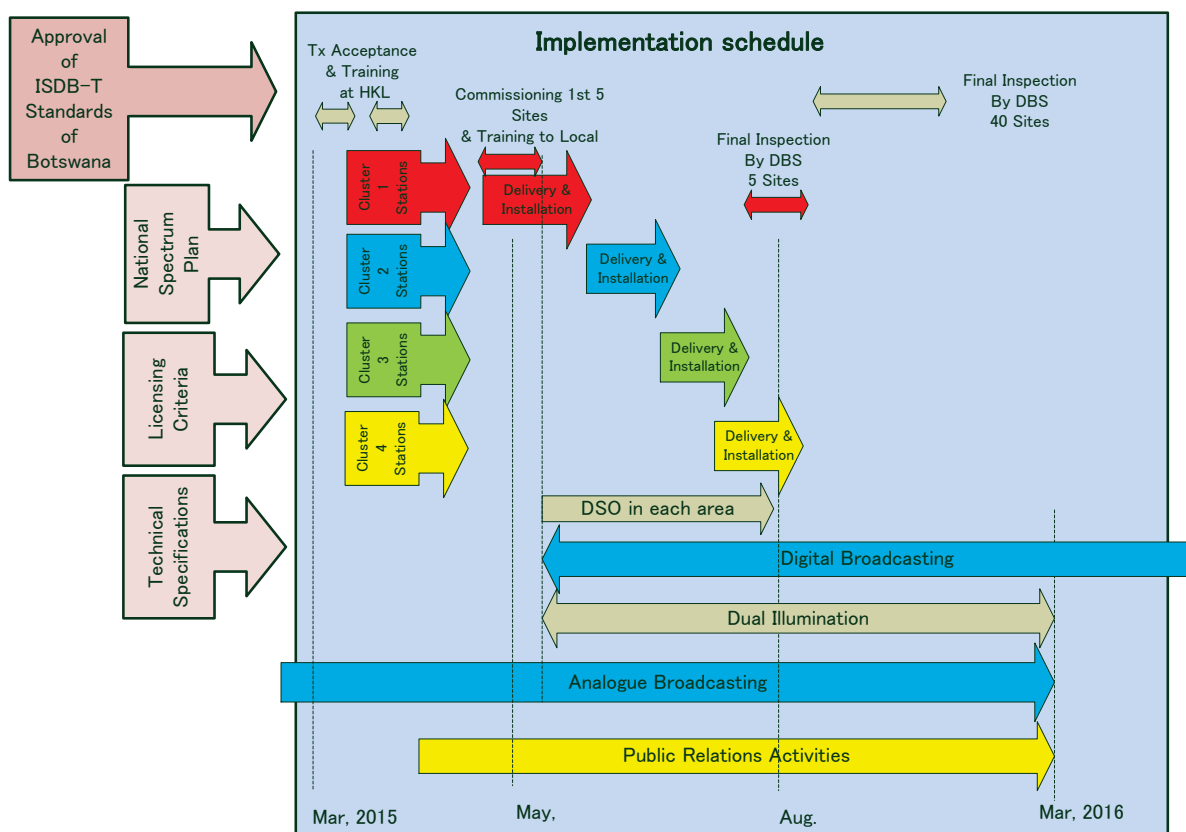 Approval
of
ISDB-T
Standards
of
Botswana
National
Spectrum
Plan
Licensing
Criteria
Technical
Specifications
Implementation schedule
Tx Acceptance
& Training
at HKL
Commissioning 1st 5
Sites
& Training to Local
Final Inspection
By DBS
5 Sites
Final Inspection
By DBS
40 Sites
Cluster
1
Stations
Delivery &
Installation
Cluster
2
Stations
Delivery &
Installation
Cluster
3
Stations
Delivery &
Installation
Cluster
4
Stations
Delivery &
Installation
DSO in each area
Digital Broadcasting
Dual Illumination
Analogue Broadcasting
Public Relations Activities
Mar, 2015
May,
Aug.
Mar, 2016